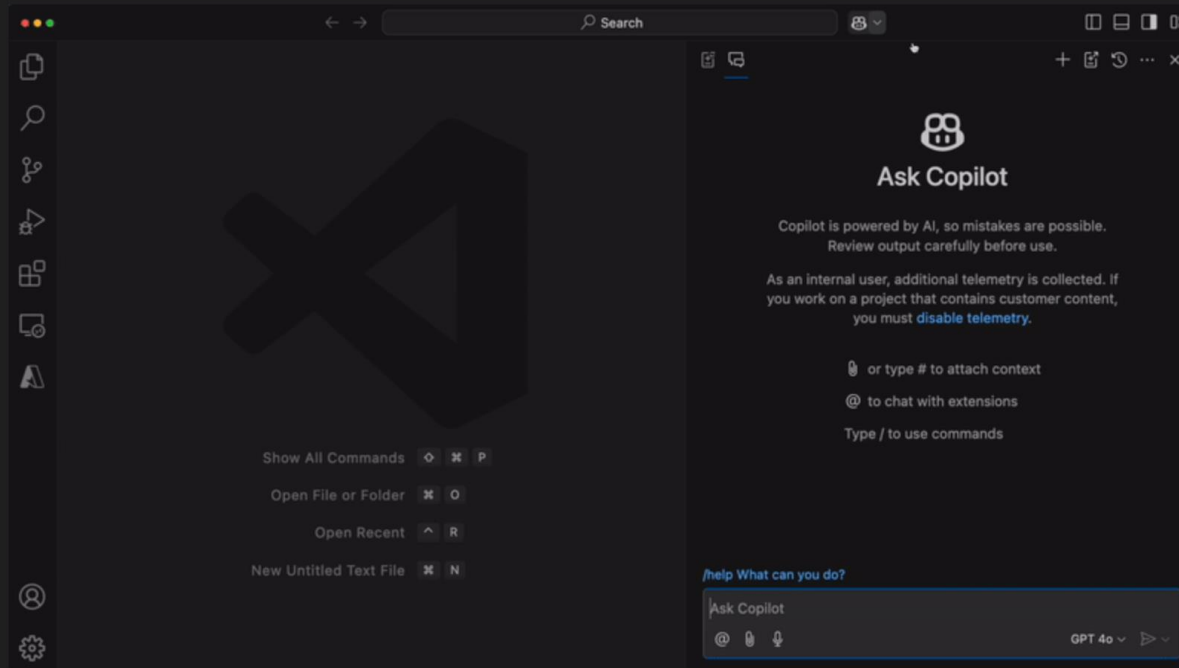 Search
Ask Copilot
Copilot is powered by AI, so mistakes are possible.
Review output carefully before use.
As an internal user, additional telemetry is collected. If
you work on a project that contains customer content,
you must disable telemetry.
or type # to attach context
@ to chat with extensions
Type / to use commands
Show All Commands ⇧ ⌘ P
Open File or Folder ⌘ O
Open Recent ^ R
New Untitled Text File ⌘ N
/help What can you do?
Ask Copilot
@
GPT 4o